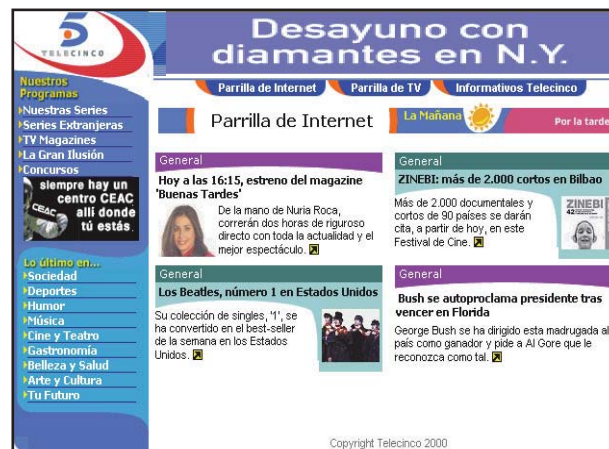 5
TELECINCO
Desayuno con
diamantes en N.Y.
Parrilla de Internet
Parrilla de TV
Informativos Telecinco
Nuestros
Programas
Nuestras Series
Series Extranjeras
TV Magazines
La Gran Ilusión
Concursos
siempre hay un
centro CEAC
allí donde
tú estás.
CEAC
Lo último en...
Sociedad
Deportes
Humor
Música
Cine y Teatro
Gastronomía
Belleza y Salud
Arte y Cultura
Tu Futuro
Parrilla de Internet
La Mañana
Por la tarde
General
Hoy a las 16:15, estreno del magazine
'Buenas Tardes'
De la mano de Nuria Roca,
correrán dos horas de riguroso
directo con toda la actualidad y el
mejor espectáculo.
General
ZINEBI: más de 2.000 cortos en Bilbao
Más de 2.000 documentales y
cortos de 90 países se darán
cita, a partir de hoy, en este
Festival de Cine.
ZINEBI
42
General
Los Beatles, número 1 en Estados Unidos
Su colección de singles, '1', se
ha convertido en el best-seller
de la semana en los Estados
Unidos.
General
Bush se autoproclama presidente tras
vencer en Florida
George Bush se ha dirigido esta madrugada al
país como ganador y pide a Al Gore que le
reconozca como tal.
Copyright Telecinco 2000